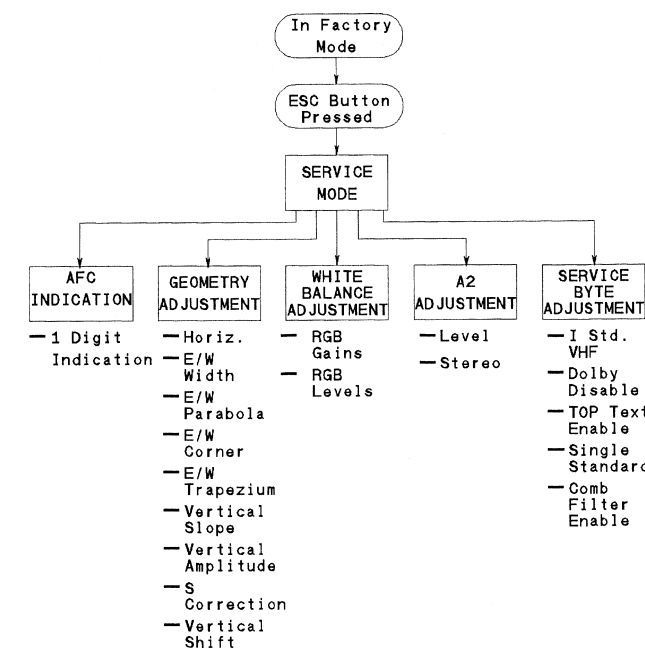 In Factory
Mode
ESC Button
Pressed
SERVICE
MODE
AFC
INDICATION
— 1 Digit
Indication
GEOMETRY
ADJUSTMENT
— Horiz.
— E/W
Width
— E/W
Parabola
— E/W
Corner
— E/W
Trapezium
— Vertical
Slope
— Vertical
Amplitude
— S
Correction
— Vertical
Shift
WHITE
BALANCE
ADJUSTMENT
— RGB
Gains
— RGB
Levels
A2
ADJUSTMENT
— Level
— Stereo
SERVICE
BYTE
ADJUSTMENT
— I Std.
VHF
— Dolby
Disable
— TOP Text
Enable
— Single
Standard
— Comb
Filter
Enable